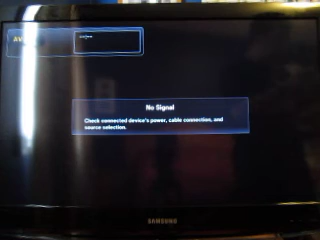 No Signal
Check connected device's power, cable connection, and
source selection.
SAMSUNG